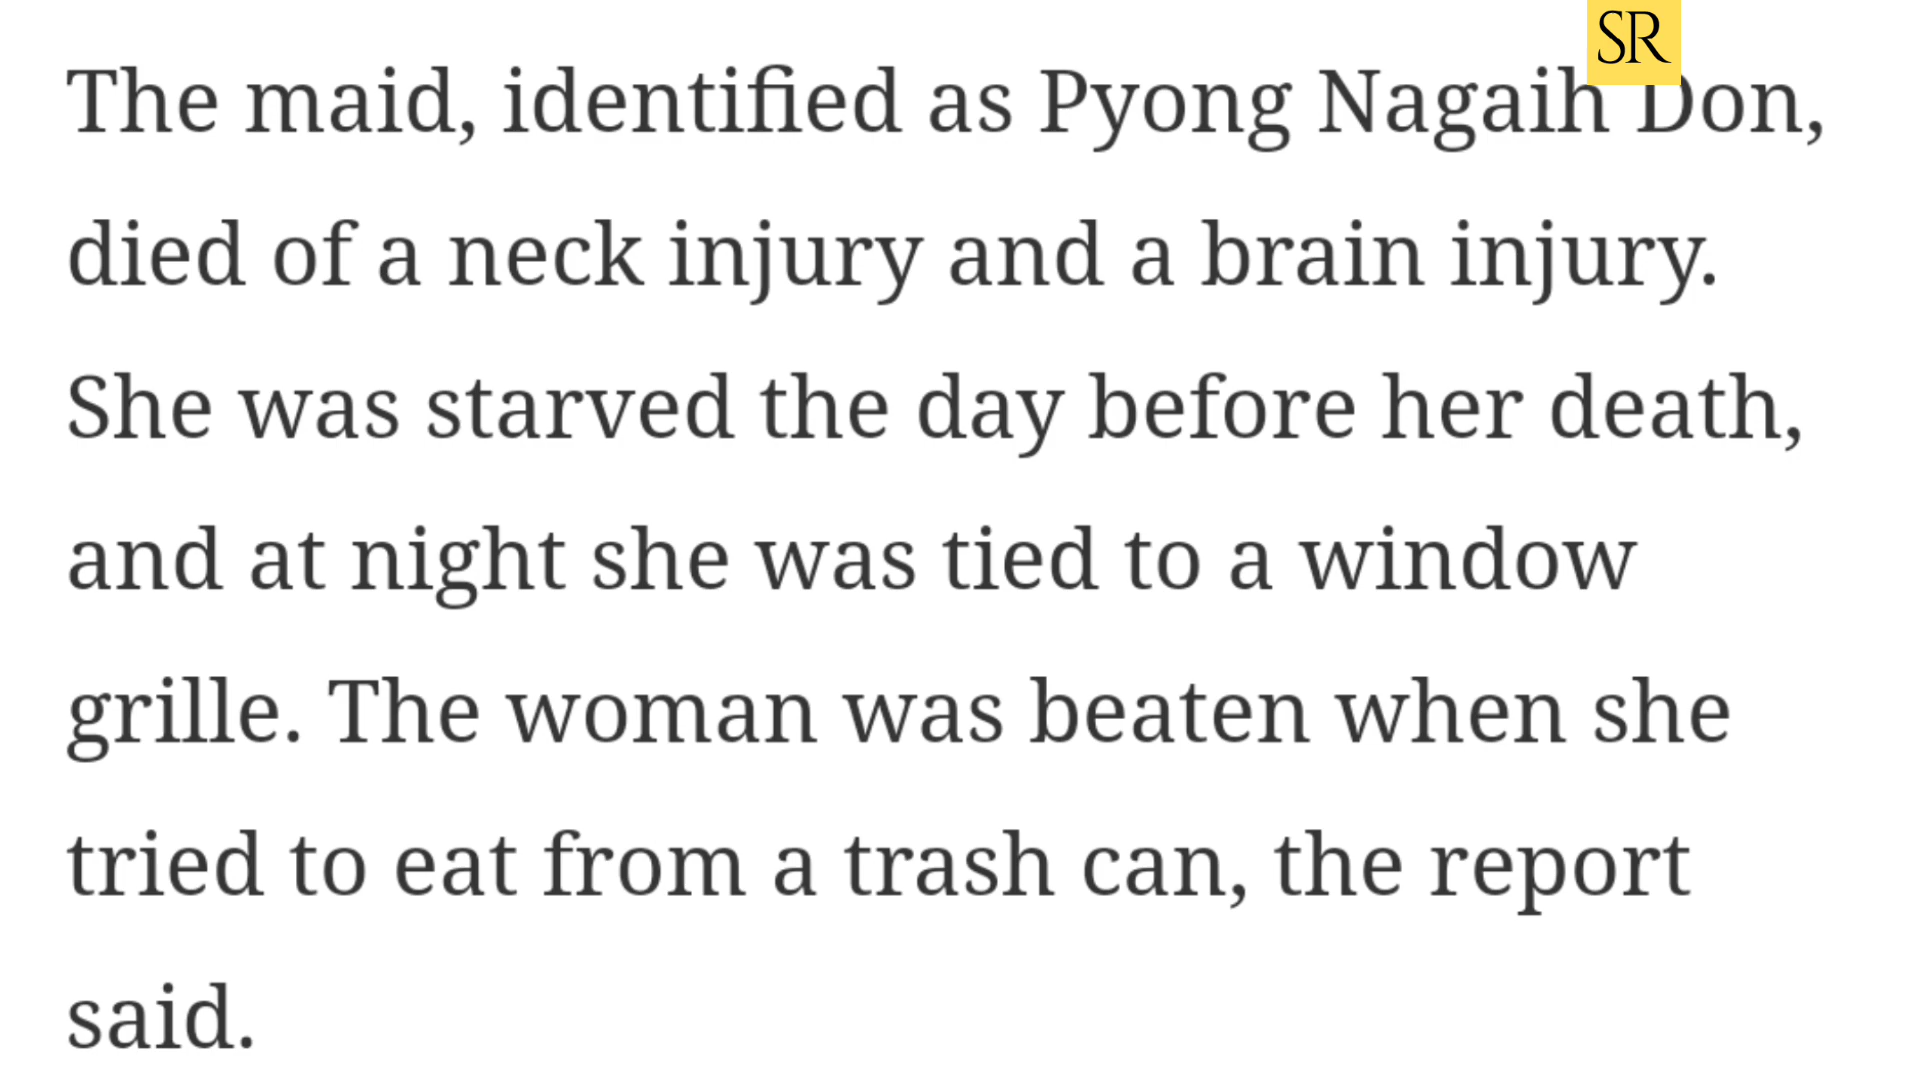 SR
The maid, identified as Pyong Nagaih Don,
died of a neck injury and a brain injury.
She was starved the day before her death,
and at night she was tied to a window
grille. The woman was beaten when she
tried to eat from a trash can, the report
said.